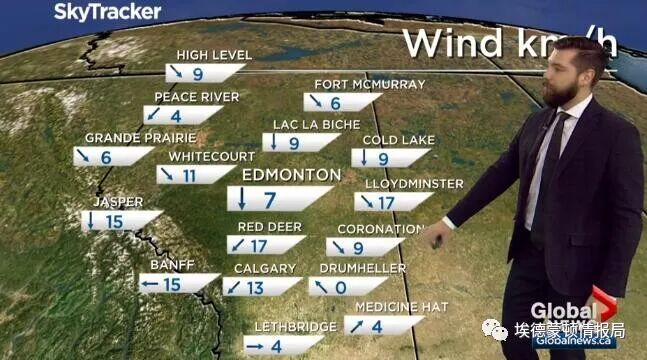 SkyTracker
Wind km/h
HIGH LEVEL
9
FORT MCMURRAY
6
PEACE RIVER
4
LAC LA BICHE
9
COLD LAKE
9
GRANDE PRAIRIE
6
WHITECOURT
11
EDMONTON
7
LLOYDMINSTER
17
JASPER
15
RED DEER
17
CORONATION
9
BANFF
15
CALGARY
13
DRUMHELLER
0
MEDICINE HAT
4
LETHBRIDGE
4
Global
NEWS
埃德蒙顿情报局
Globalnews.ca